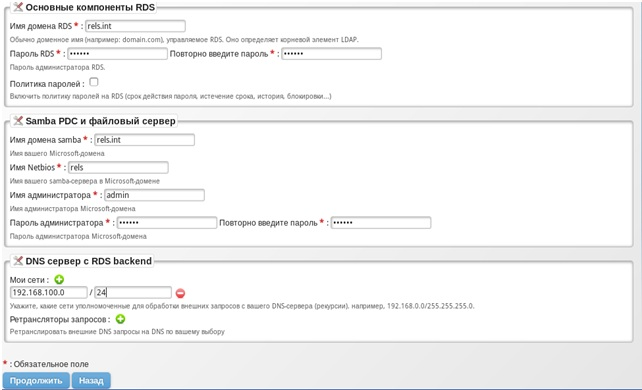 Основные компоненты RDS
Имя домена RDS * : rels.int
Обычно доменное имя (например: domain.com), управляемое RDS. Оно определяет корневой элемент LDAP.
Пароль RDS * : •••••• Повторно введите пароль * : ••••••
Пароль администратора RDS.
Политика паролей :
Включить политику паролей на RDS (срок действия пароля, истечение срока, история, блокировки...)
Samba PDC и файловый сервер
Имя домена samba * : rels.int
Имя вашего Microsoft-домена
Имя Netbios * : rels
Имя вашего samba-сервера в Microsoft-домене
Имя администратора * : admin
Имя администратора Microsoft-домена
Пароль администратора * : •••••• Повторно введите пароль * : ••••••
Пароль администратора Microsoft-домена
DNS сервер с RDS backend
Мои сети :
192.168.100.0 / 24
Укажите, какие сети уполномоченные для обработки внешних запросов с вашего DNS-сервера (рекурсии). например, 192.168.0.0/255.255.255.0.
Ретрансляторы запросов :
Ретранслировать внешние DNS запросы на DNS по вашему выбору
* : Обязательное поле
Продолжить Назад